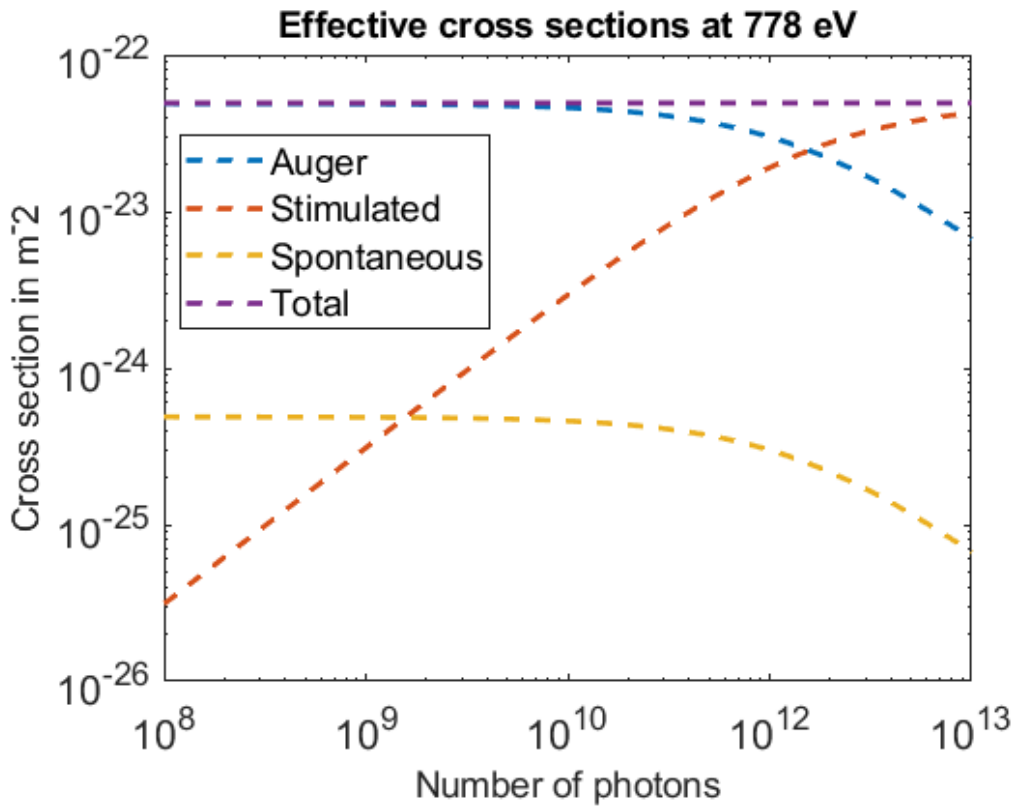 Effective cross sections at 778 eV
10^-22
10^-23
10^-24
10^-25
10^-26
Cross section in m^-2
Auger
Stimulated
Spontaneous
Total
10^8
10^9
10^10
10^12
10^13
Number of photons